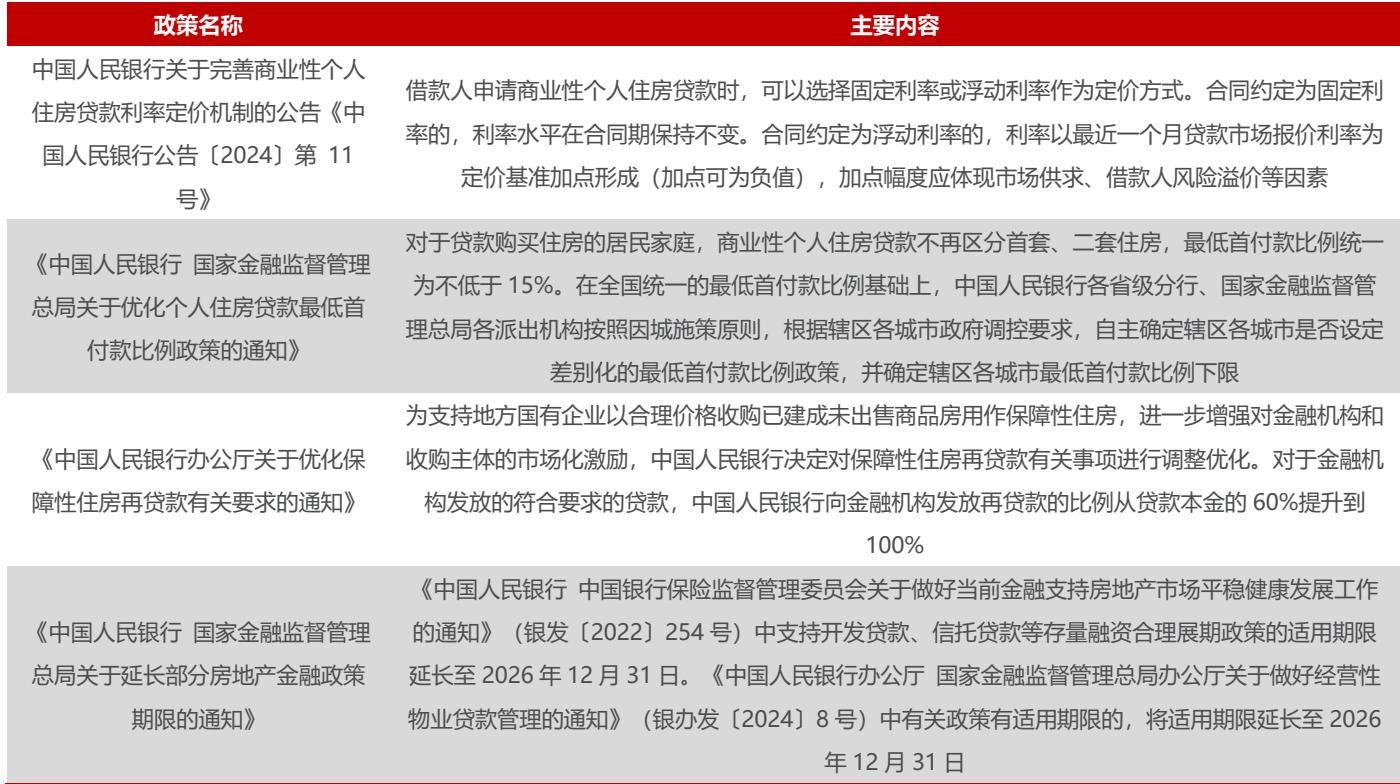 政策名称
主要内容
中国人民银行关于完善商业性个人
住房贷款利率定价机制的公告《中
国人民银行公告〔2024〕第 11
号》
借款人申请商业性个人住房贷款时，可以选择固定利率或浮动利率作为定价方式。合同约定为固定利
率的，利率水平在合同期保持不变。合同约定为浮动利率的，利率以最近一个月贷款市场报价利率为
定价基准加点形成（加点可为负值），加点幅度应体现市场供求、借款人风险溢价等因素
《中国人民银行 国家金融监督管理
总局关于优化个人住房贷款最低首
付款比例政策的通知》
对于贷款购买住房的居民家庭，商业性个人住房贷款不再区分首套、二套住房，最低首付款比例统一
为不低于 15%。在全国统一的最低首付款比例基础上，中国人民银行各省级分行、国家金融监督管
理总局各派出机构按照因城施策原则，根据辖区各城市政府调控要求，自主确定辖区各城市是否设定
差别化的最低首付款比例政策，并确定辖区各城市最低首付款比例下限
《中国人民银行办公厅关于优化保
障性住房再贷款有关要求的通知》
为支持地方国有企业以合理价格收购已建成未出售商品房用作保障性住房，进一步增强对金融机构和
收购主体的市场化激励，中国人民银行决定对保障性住房再贷款有关事项进行调整优化。对于金融机
构发放的符合要求的贷款，中国人民银行向金融机构发放再贷款的比例从贷款本金的 60%提升到
100%
《中国人民银行 国家金融监督管理
总局关于延长部分房地产金融政策
期限的通知》
《中国人民银行 中国银行保险监督管理委员会关于做好当前金融支持房地产市场平稳健康发展工作
的通知》（银发〔2022〕254 号）中支持开发贷款、信托贷款等存量融资合理展期政策的适用期限
延长至 2026 年 12 月 31 日。《中国人民银行办公厅 国家金融监督管理总局办公厅关于做好经营性
物业贷款管理的通知》（银办发〔2024〕8 号）中有关政策有适用期限的，将适用期限延长至 2026
年 12 月 31 日